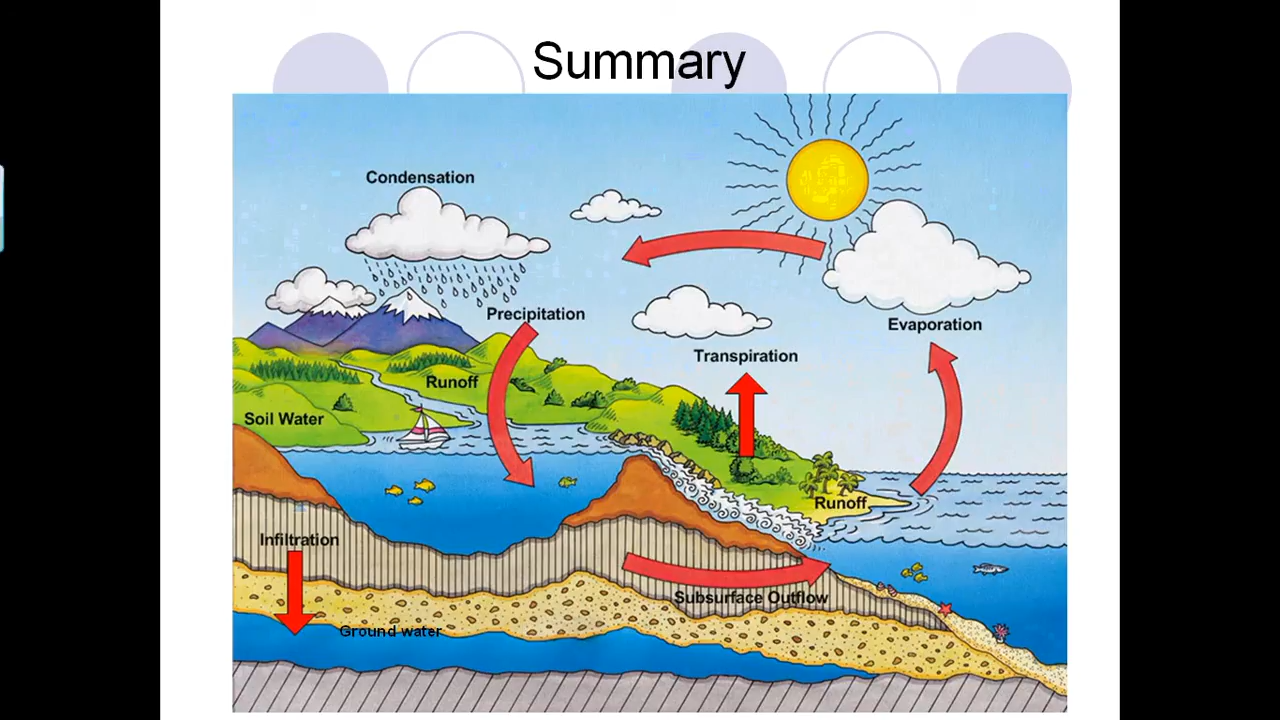 Summary
Condensation
Precipitation
Evaporation
Transpiration
Runoff
Soil Water
Runoff
Infiltration
Subsurface Outflow
Ground water